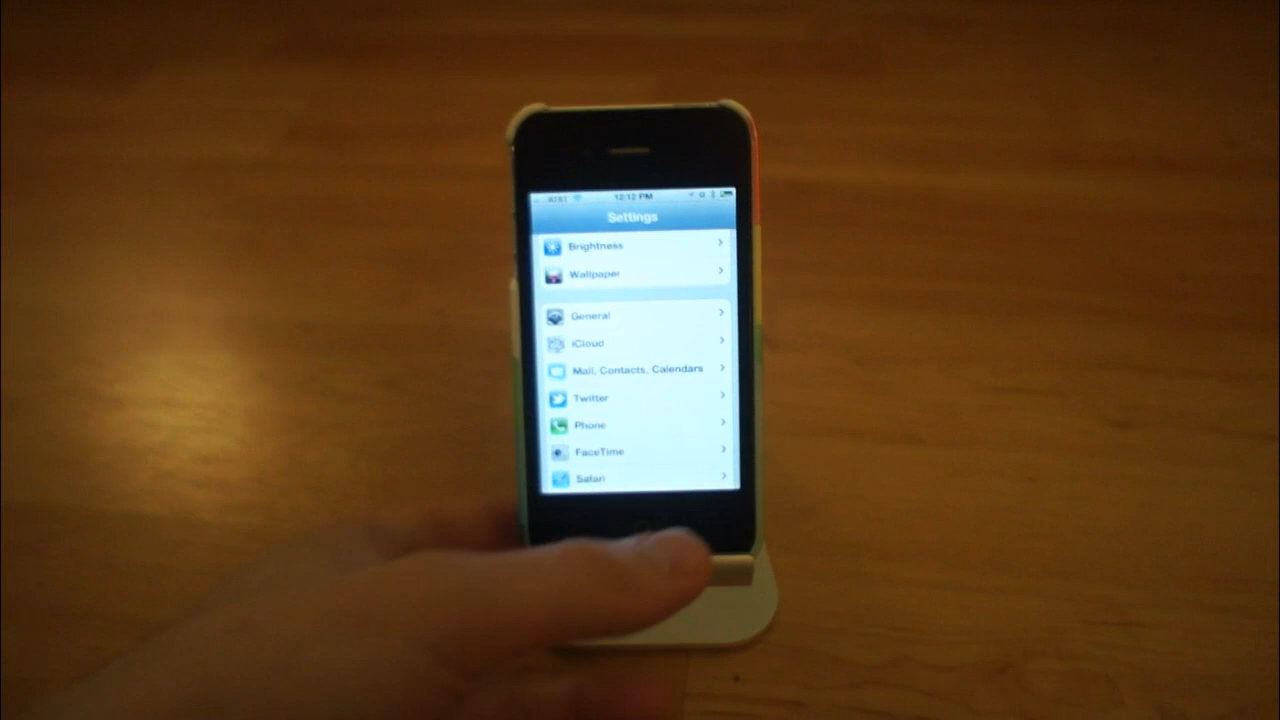 AT&T 12:12 PM
Settings
Brightness
Wallpaper
General
iCloud
Mail, Contacts, Calendars
Twitter
Phone
FaceTime
Safari